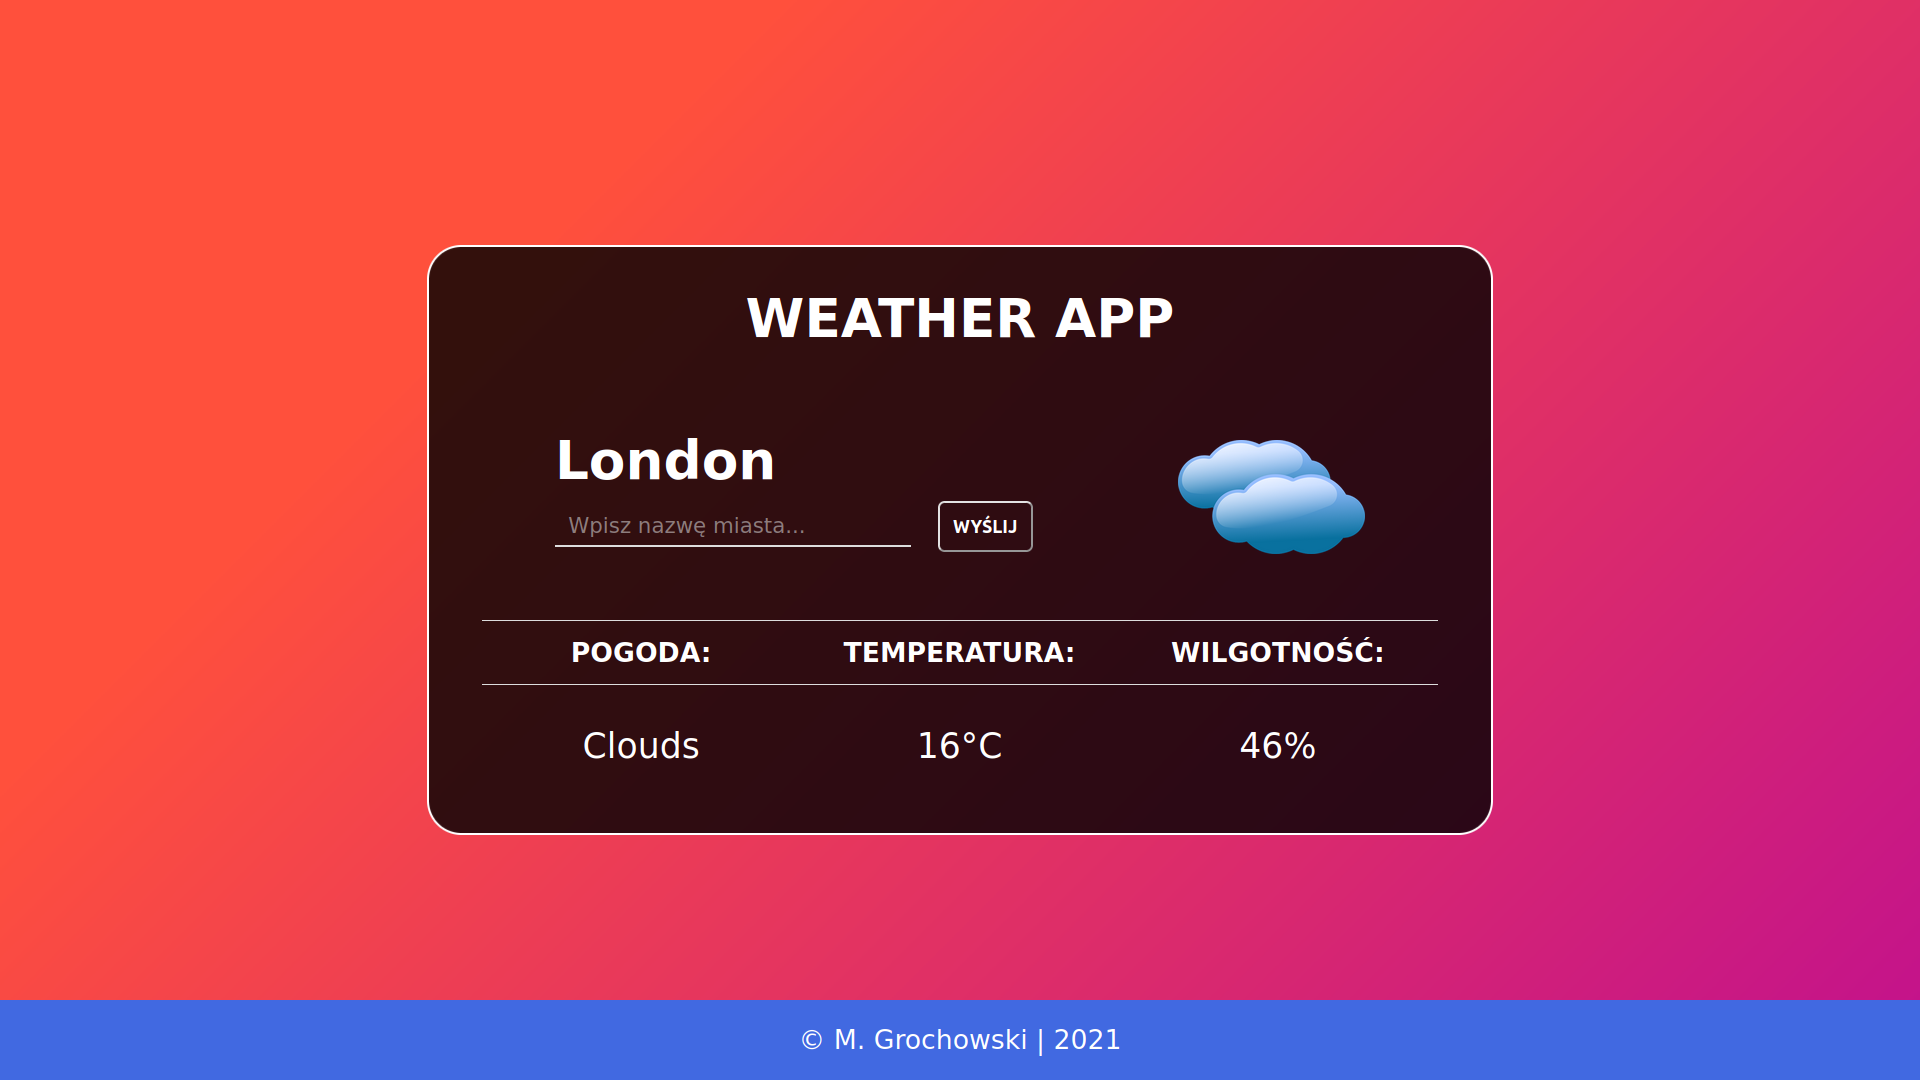 WEATHER APP
London
Wpisz nazwę miasta...
WYŚLIJ
POGODA: TEMPERATURA: WILGOTNOŚĆ:
Clouds 16°C 46%
© M. Grochowski | 2021